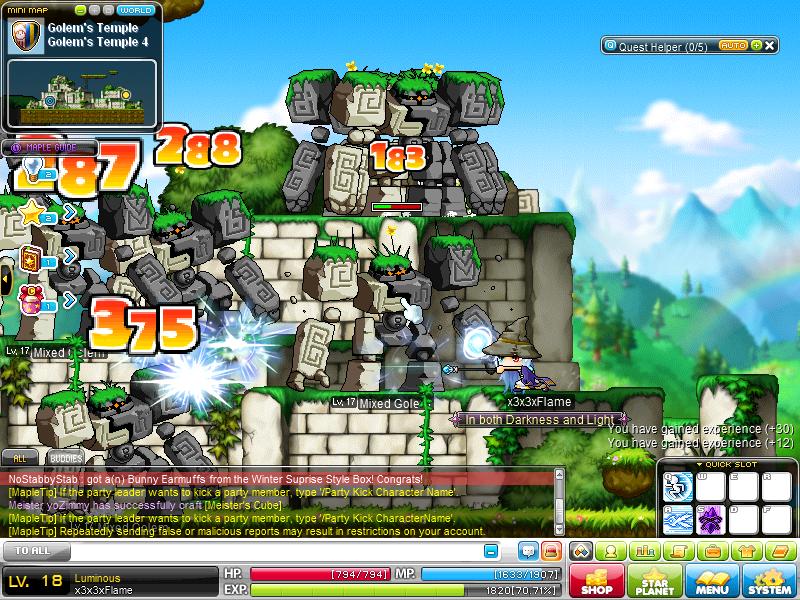 MINI MAP
WORLD
Golem's Temple
Golem's Temple 4
Quest Helper (0/5)
AUTO
MAPLE GUIDE
287
288
183
375
Lv. 17 Mixed Golem
Lv. 17 Mixed Gole
x3x3xFlame
In both Darkness and Light
You have gained experience (+30)
You have gained experience (+12)
ALL
BUDDIES
NoStabbyStab : got a(n) Bunny Earmuffs from the Winter Suprise Style Box! Congrats!
[MapleTip] If the party leader wants to kick a party member, type '/Party Kick Character Name'.
Meister yoZimmy has successfully craft [Meister's Cube]
[MapleTip] If the party leader wants to kick a party member, type '/Party Kick CharacterName'.
[MapleTip] Repeatedly sending false or malicious reports may result in restrictions on your account.
QUICK SLOT
Q W E R
A S D F
TO ALL
LV. 18
Luminous
x3x3xFlame
HP. [794/794] MP. [1633/1907]
EXP. 1820[70.71%]
SHOP
STAR PLANET
MENU
SYSTEM